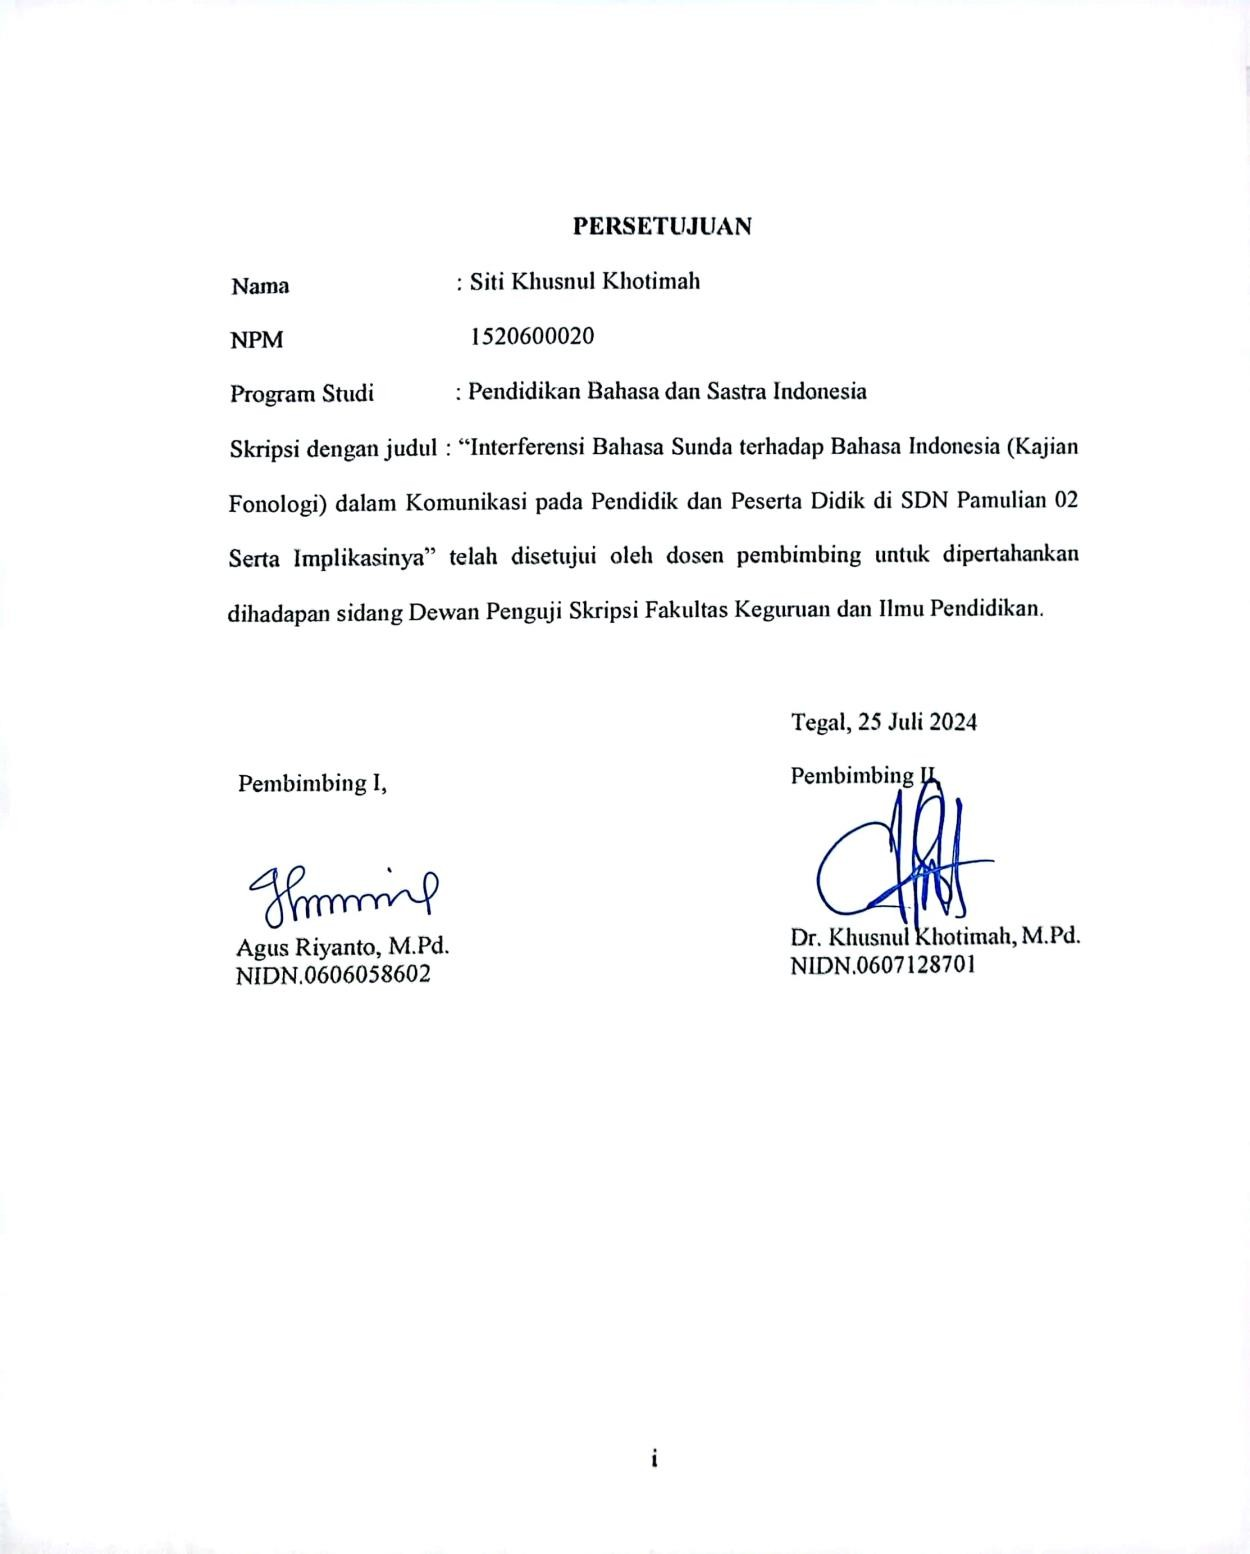 PERSETUJUAN
Nama : Siti Khusnul Khotimah
NPM 1520600020
Program Studi : Pendidikan Bahasa dan Sastra Indonesia
Skripsi dengan judul : “Interferensi Bahasa Sunda terhadap Bahasa Indonesia (Kajian
Fonologi) dalam Komunikasi pada Pendidik dan Peserta Didik di SDN Pamulian 02
Serta Implikasinya” telah disetujui oleh dosen pembimbing untuk dipertahankan
dihadapan sidang Dewan Penguji Skripsi Fakultas Keguruan dan Ilmu Pendidikan.
Tegal, 25 Juli 2024
Pembimbing I,
Pembimbing II,
Agus Riyanto, M.Pd.
NIDN.0606058602
Dr. Khusnul Khotimah, M.Pd.
NIDN.0607128701
i